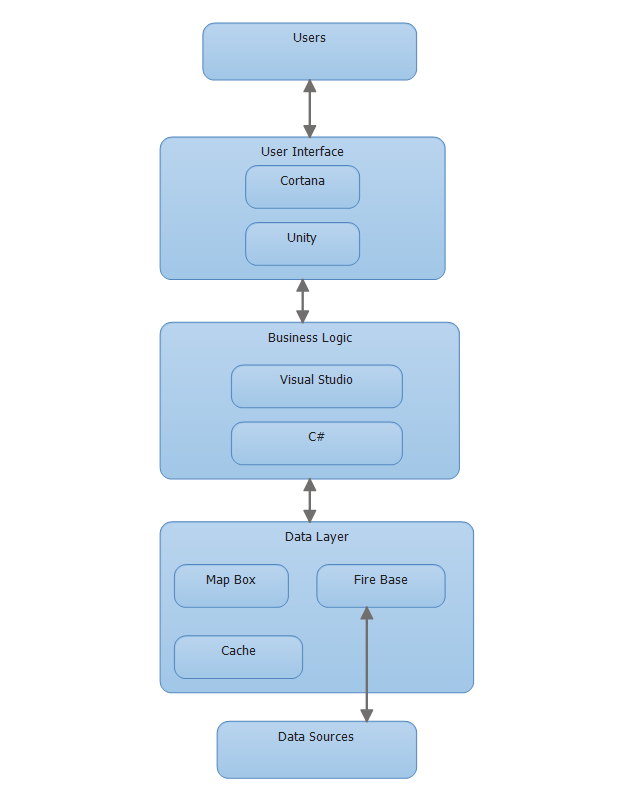 Users
User Interface
Cortana
Unity
Business Logic
Visual Studio
C#
Data Layer
Map Box
Fire Base
Cache
Data Sources